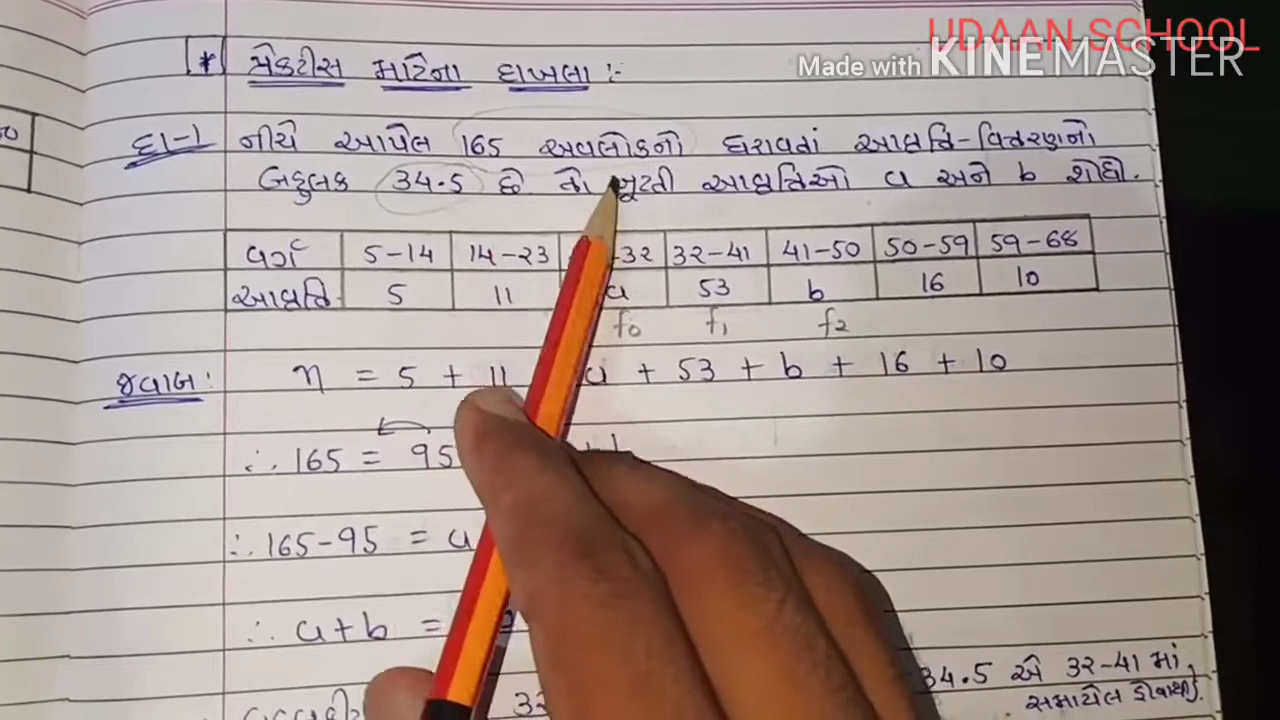 UDAAN SCHOOL
Made with KINEMASTER
* પ્રેકટીસ માટેના દાખલા :-
દા-1 નીચે આપેલ 165 અવલોકનો ધરાવતાં આવૃત્તિ-વિતરણનો
બહુલક 34.5 છે તો ખૂટતી આવૃત્તિઓ a અને b શોધો.
વર્ગ 5-14 14-23 -32 32-41 41-50 50-59 59-68
આવૃત્તિ 5 11 a 53 b 16 10
f0 f1 f2
જવાબ: n = 5 + 11 a + 53 + b + 16 + 10
∴ 165 = 95 + b
∴ 165-95 = a
∴ a+b =
34.5 એ 32-41 માં
સમાયેલ હોવાથી
32